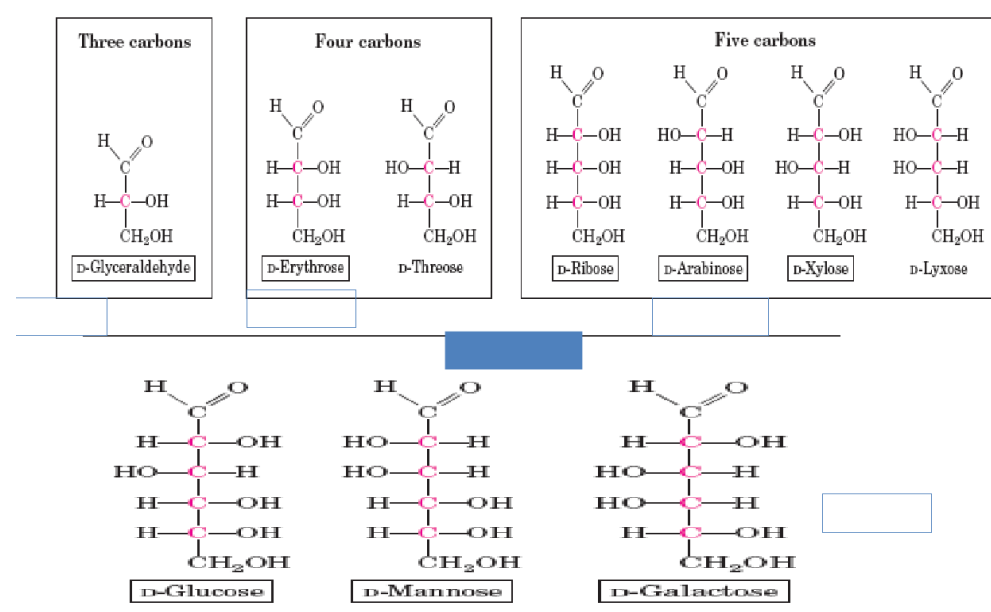 Three carbons
H O
C
H—C—OH
CH₂OH
D-Glyceraldehyde
Four carbons
H O
C
H—C—OH
H—C—OH
CH₂OH
D-Erythrose
H O
C
HO—C—H
H—C—OH
CH₂OH
D-Threose
Five carbons
H O
C
H—C—OH
H—C—OH
H—C—OH
CH₂OH
D-Ribose
H O
C
HO—C—H
H—C—OH
H—C—OH
CH₂OH
D-Arabinose
H O
C
H—C—OH
HO—C—H
H—C—OH
CH₂OH
D-Xylose
H O
C
HO—C—H
HO—C—H
H—C—OH
CH₂OH
D-Lyxose
H O
C
H—C—OH
HO—C—H
H—C—OH
H—C—OH
CH₂OH
D-Glucose
H O
C
HO—C—H
HO—C—H
H—C—OH
H—C—OH
CH₂OH
D-Mannose
H O
C
H—C—OH
HO—C—H
HO—C—H
H—C—OH
CH₂OH
D-Galactose